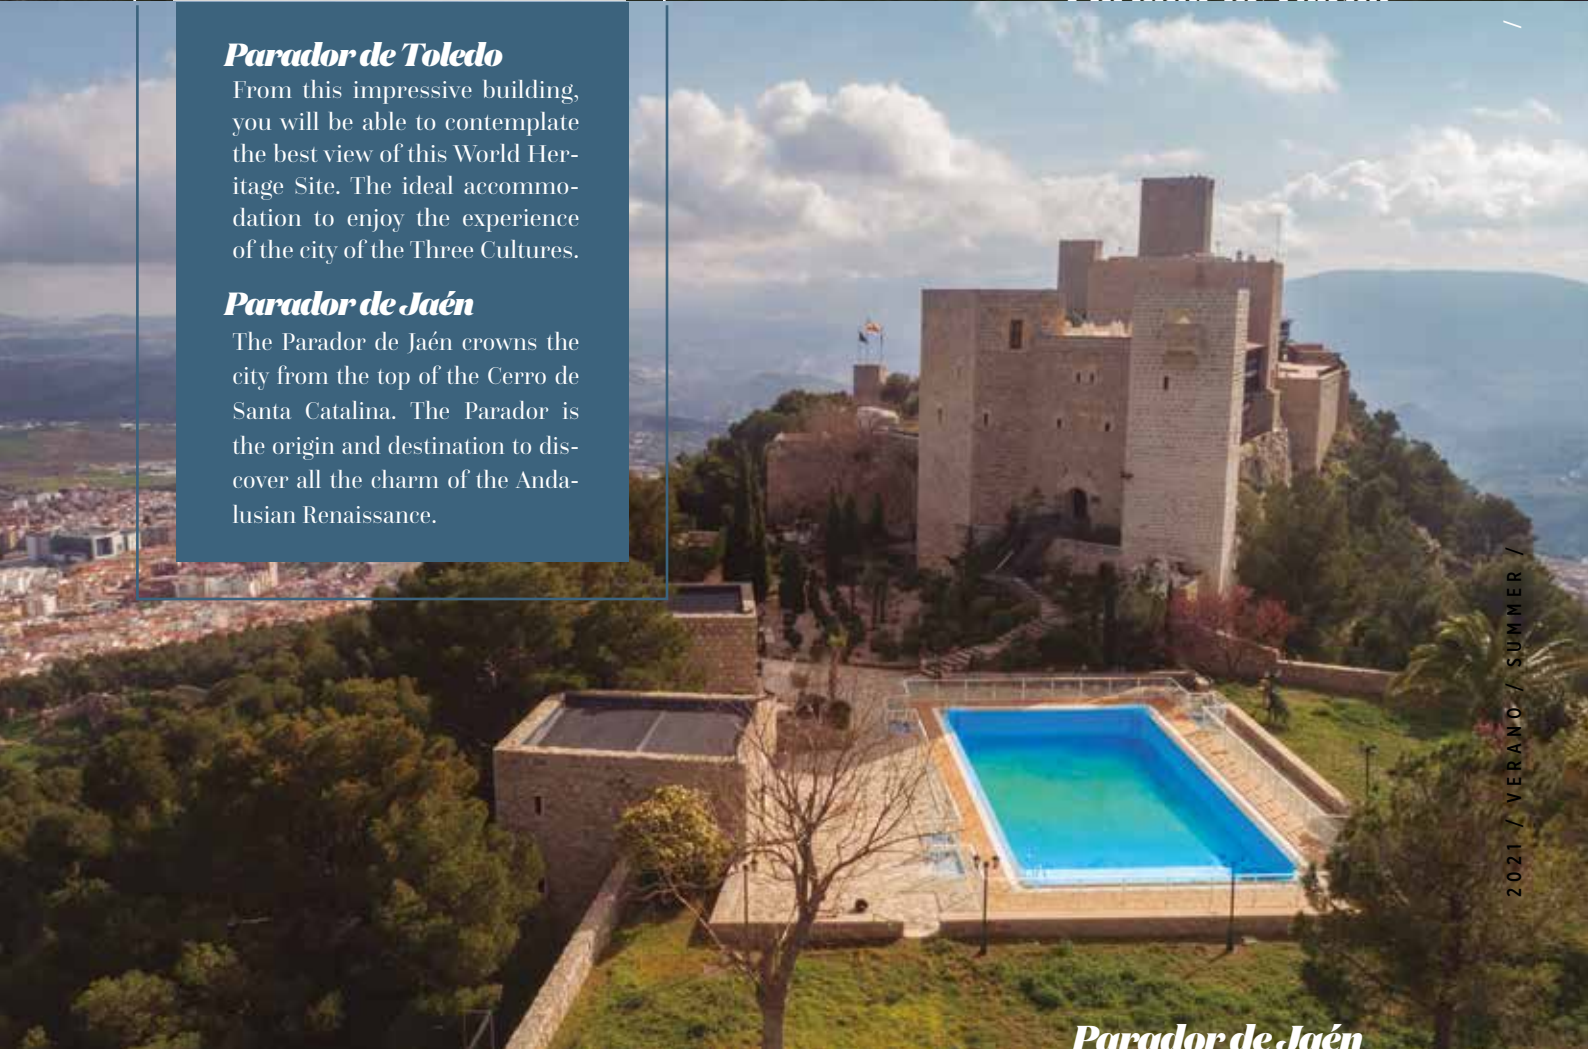 Parador de Toledo
From this impressive building,
you will be able to contemplate
the best view of this World Her-
itage Site. The ideal accommo-
dation to enjoy the experience
of the city of the Three Cultures.
Parador de Jaén
The Parador de Jaén crowns the
city from the top of the Cerro de
Santa Catalina. The Parador is
the origin and destination to dis-
cover all the charm of the Anda-
lusian Renaissance.
/
2021 / VERANO / SUMMER /
Parador de Jaén